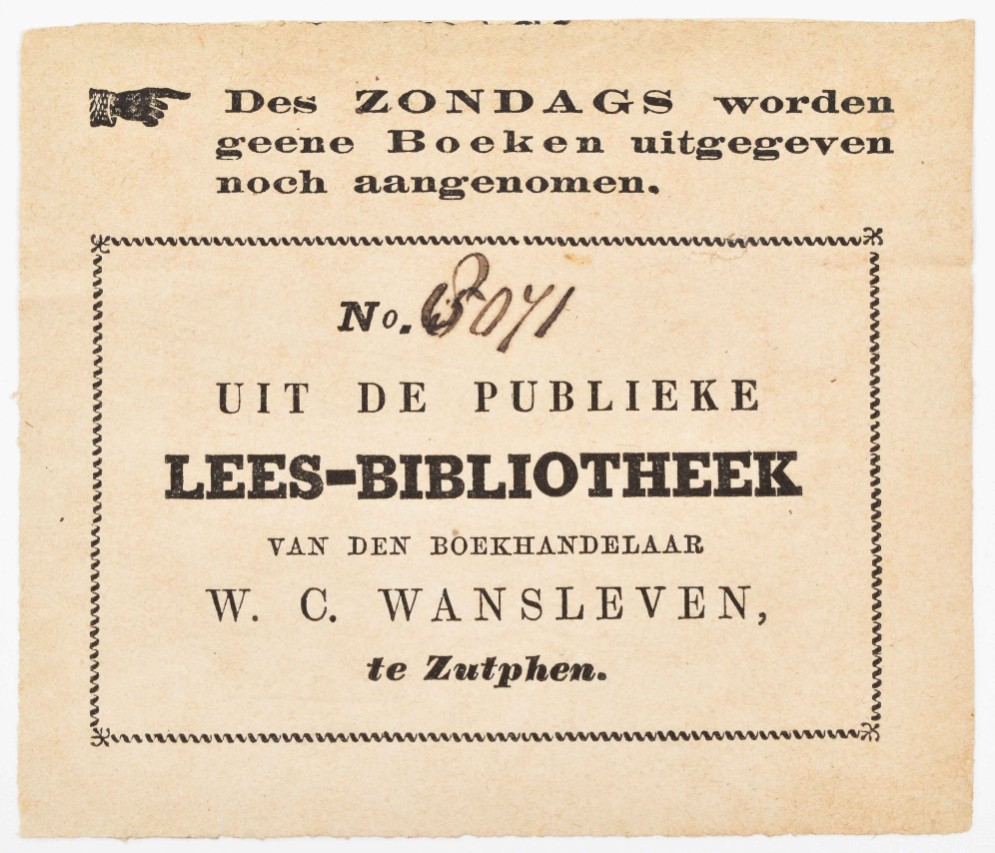 Des ZONDAGS worden
geene Boeken uitgegeven
noch aangenomen.
No.
UIT DE PUBLIEKE
LEES-BIBLIOTHEEK
VAN DEN BOEKHANDELAAR
W. C. WANSLEVEN,
te Zutphen.